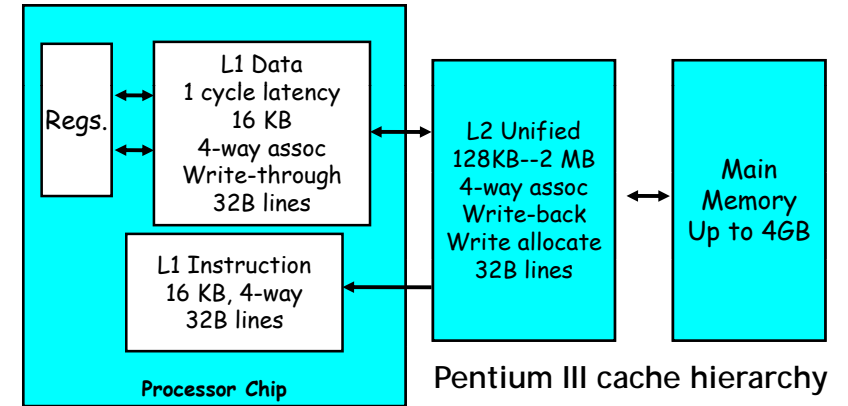 Regs.
L1 Data
1 cycle latency
16 KB
4-way assoc
Write-through
32B lines
L1 Instruction
16 KB, 4-way
32B lines
Processor Chip
L2 Unified
128KB--2 MB
4-way assoc
Write-back
Write allocate
32B lines
Main
Memory
Up to 4GB
Pentium III cache hierarchy